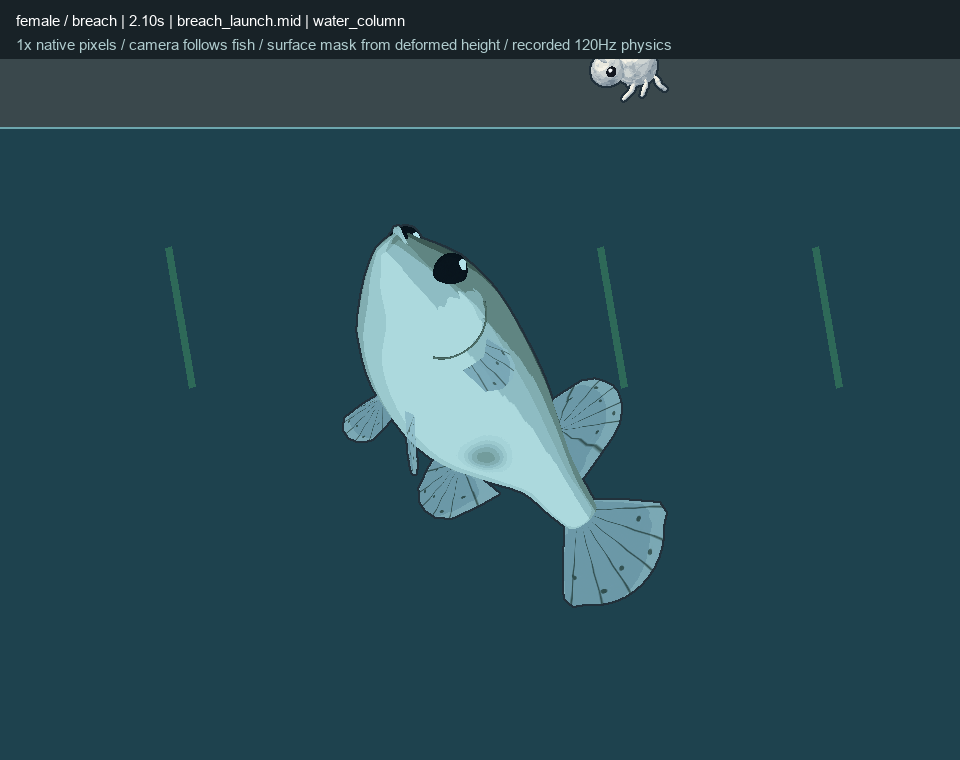 female / breach | 2.10s | breach_launch.mid | water_column
1x native pixels / camera follows fish / surface mask from deformed height / recorded 120Hz physics